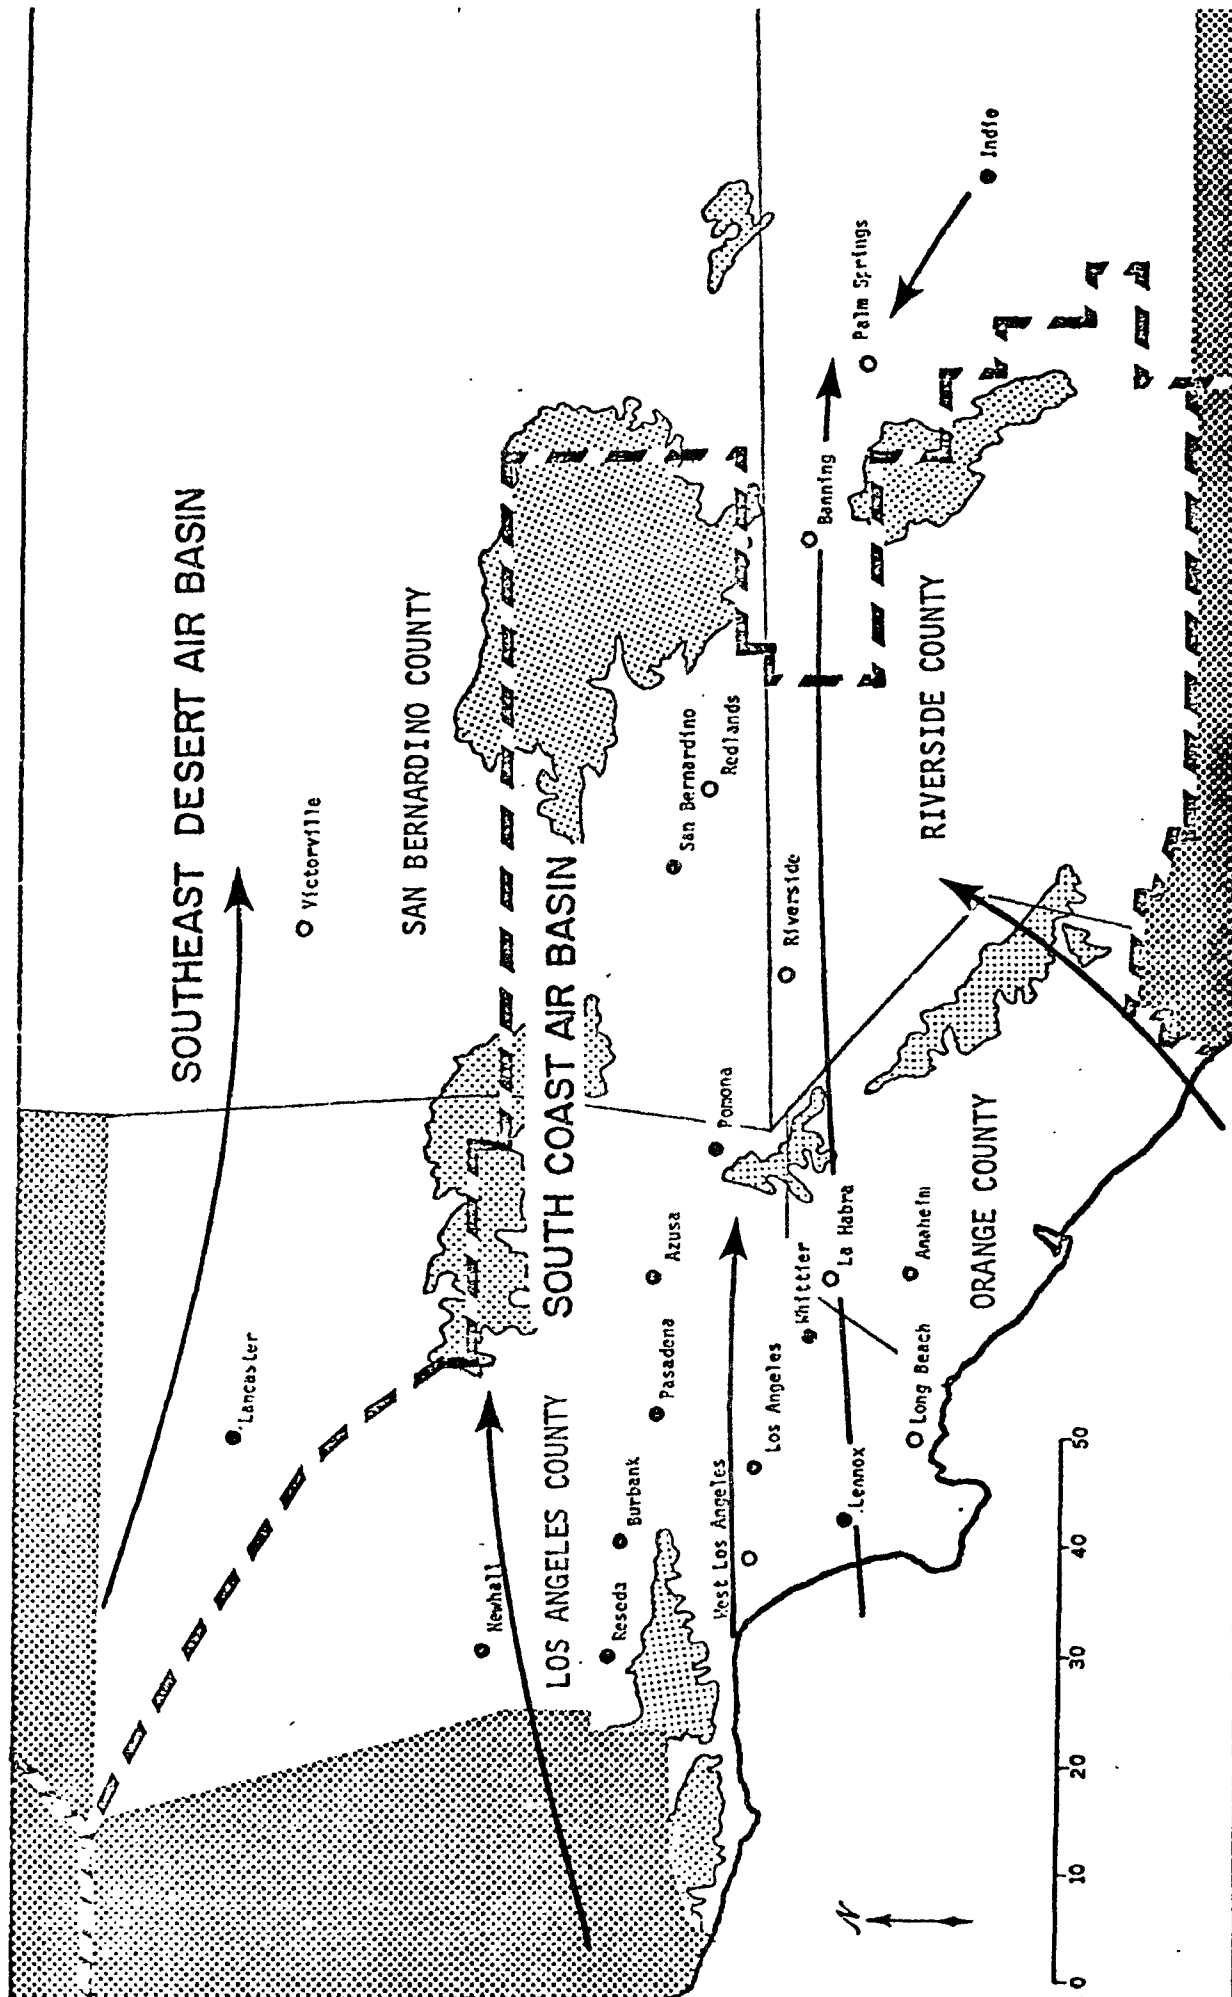 SOUTHEAST DESERT AIR BASIN
Victorville
Lancaster
SAN BERNARDINO COUNTY
SOUTH COAST AIR BASIN
Newhall
LOS ANGELES COUNTY
Reseda
Burbank
Pasadena
Azusa
San Bernardino
Redlands
Pomona
West Los Angeles
Los Angeles
Whittier
Riverside
Banning
Palm Springs
Indio
.Lennox
La Habra
Long Beach
Anaheim
ORANGE COUNTY
RIVERSIDE COUNTY
N
0 10 20 30 40 50